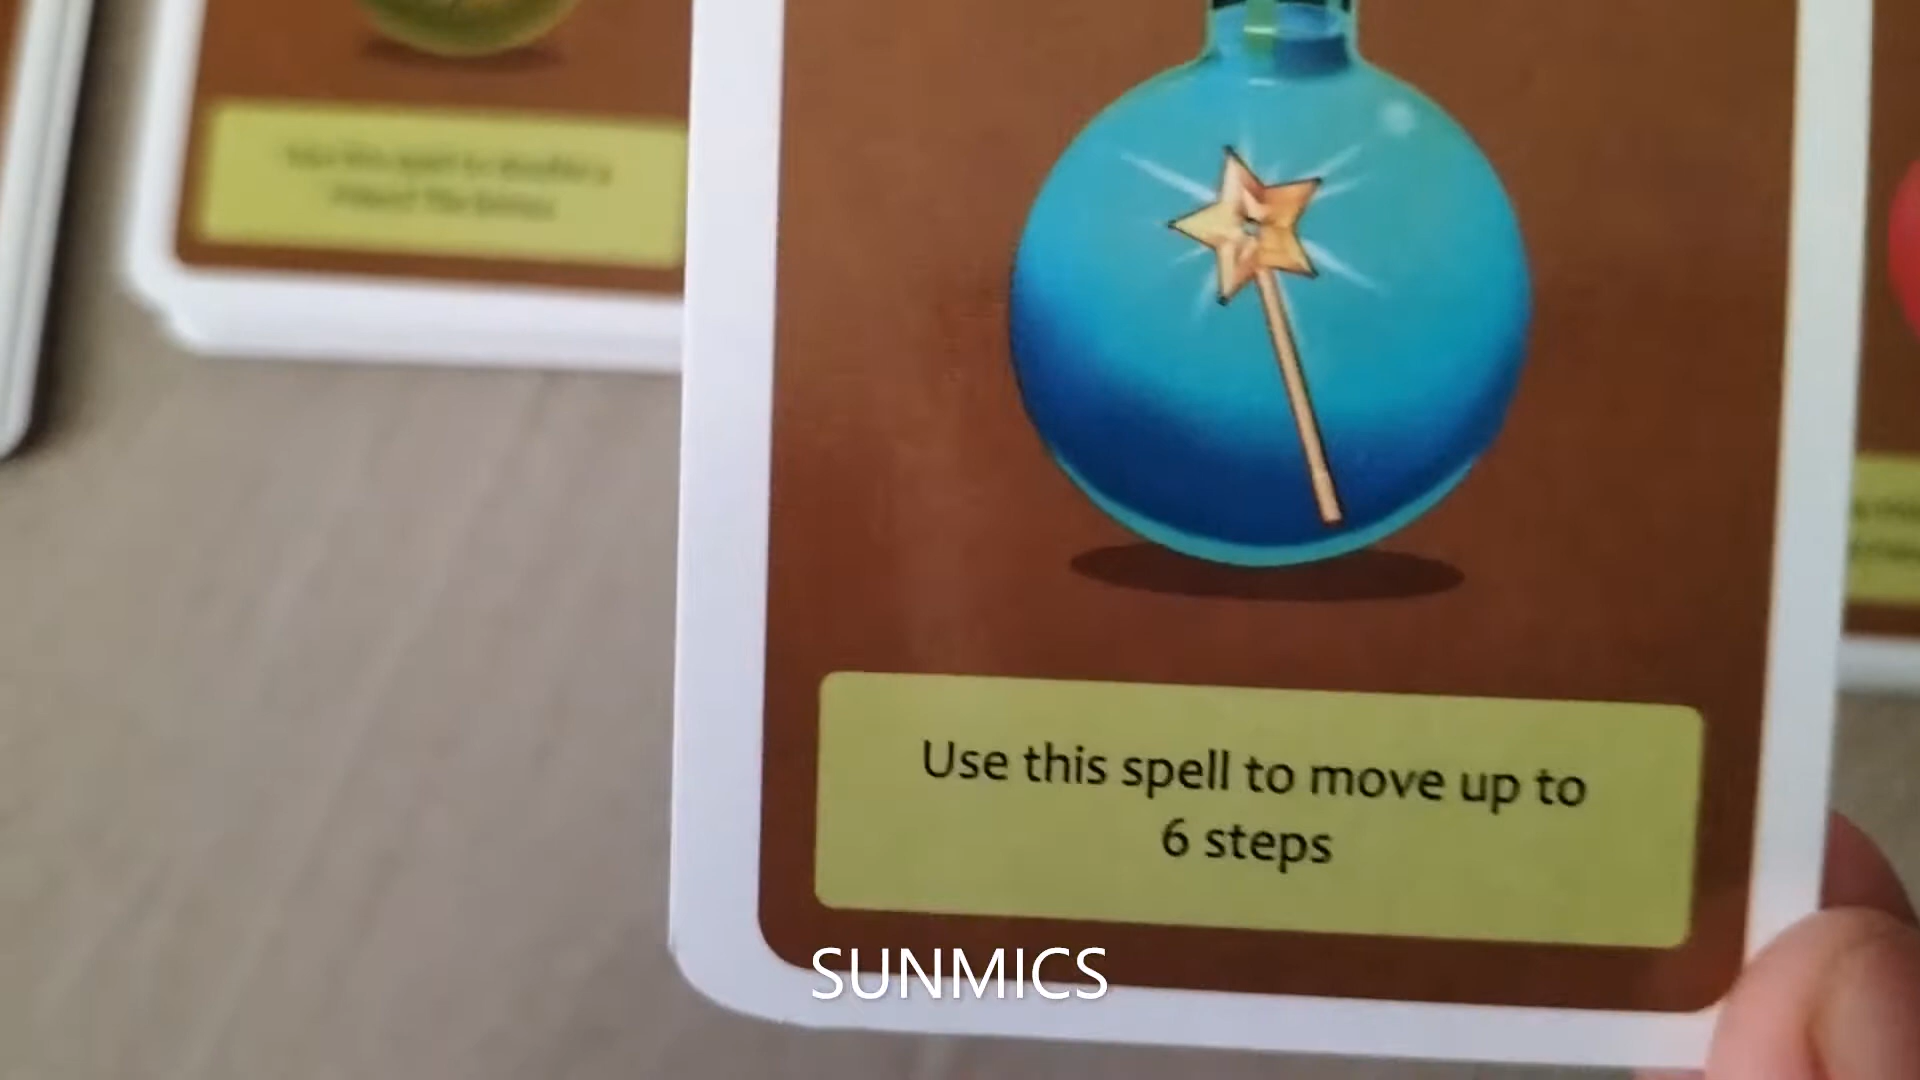 Use this spell to move up to
6 steps
SUNMICS